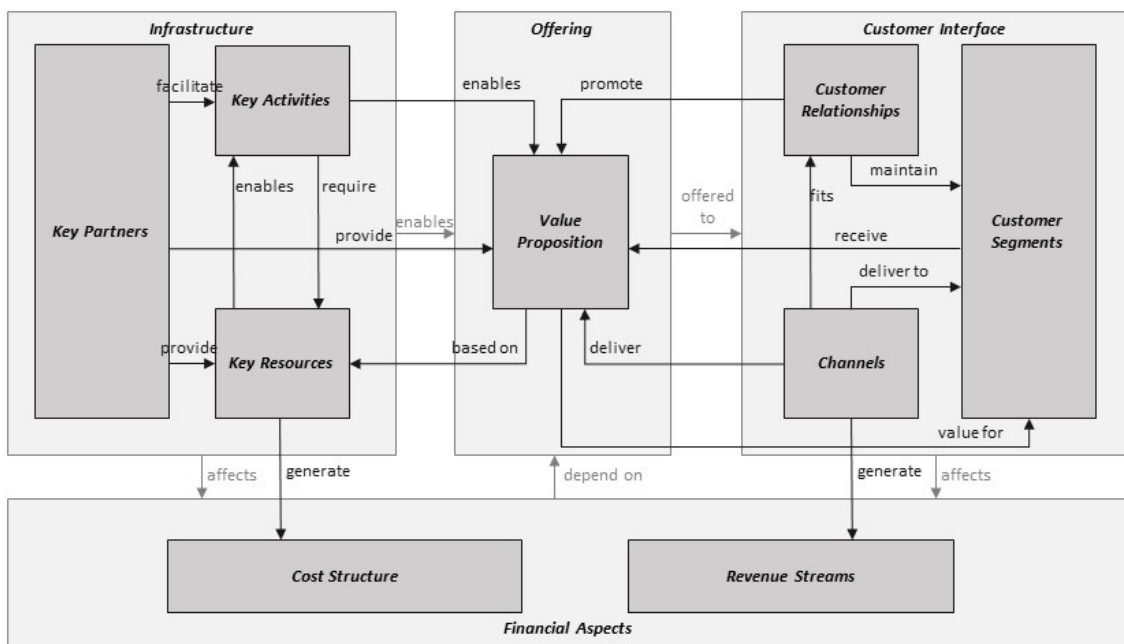 Infrastructure
Offering
Customer Interface
facilitate
Key Activities
enables
promote
Customer
Relationships
enables
require
maintain
fits
Key Partners
provide
enables
Value
Proposition
offered
to
receive
Customer
Segments
deliver to
provide
Key Resources
based on
deliver
Channels
value for
affects
generate
depend on
generate
affects
Cost Structure
Revenue Streams
Financial Aspects